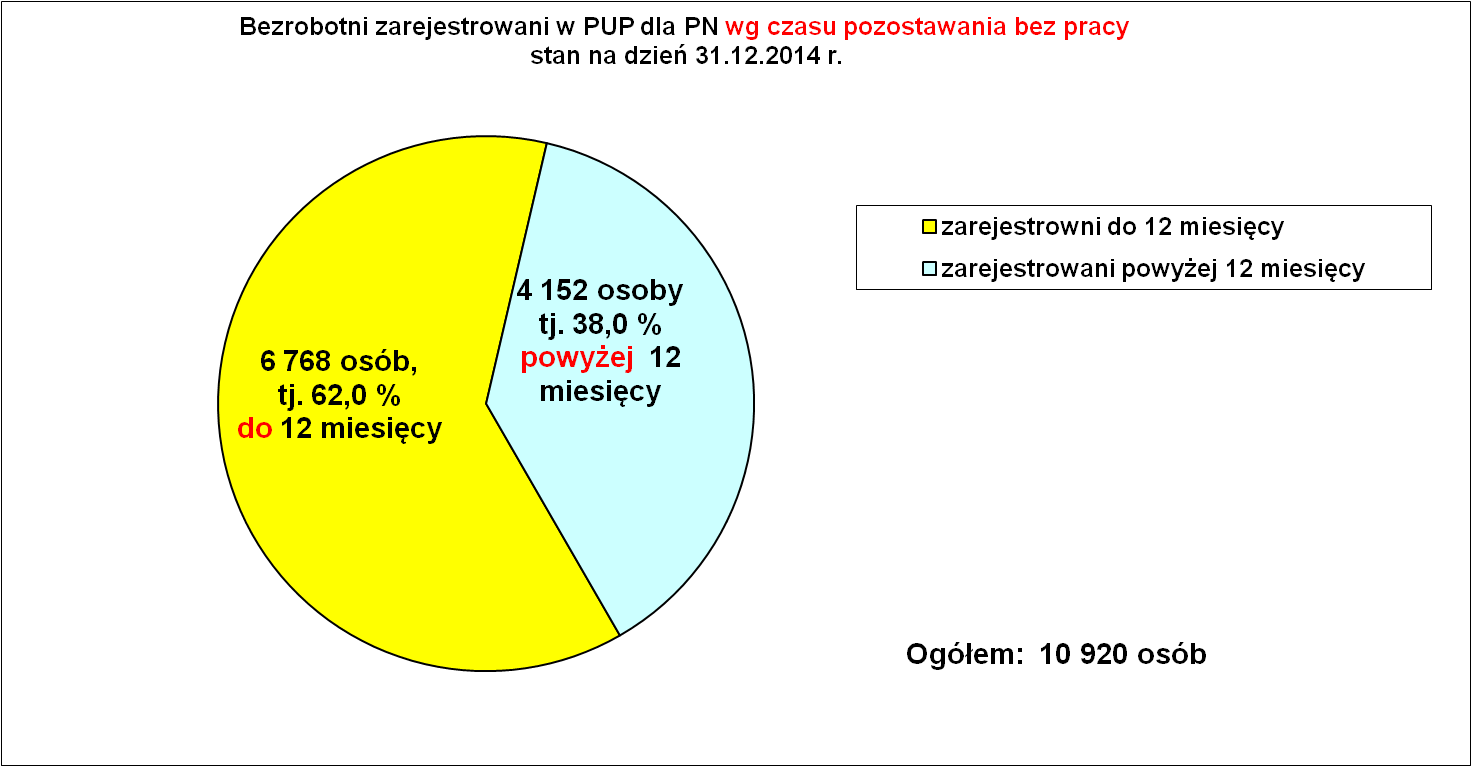 Bezrobotni zarejestrowani w PUP dla PN wg czasu pozostawania bez pracy
stan na dzień 31.12.2014 r.
zarejestrowni do 12 miesięcy
zarejestrowani powyżej 12 miesięcy
4 152 osoby
tj. 38,0 %
powyżej 12
miesięcy
6 768 osób,
tj. 62,0 %
do 12 miesięcy
Ogółem: 10 920 osób